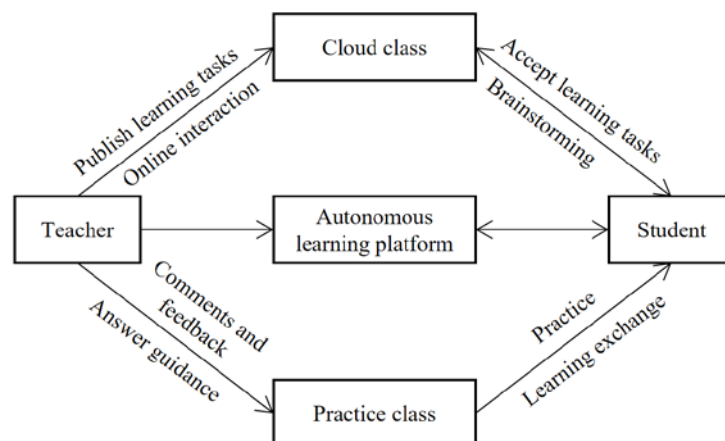 Cloud class
Publish learning tasks
Online interaction
Accept learning tasks
Brainstorming
Teacher
Autonomous
learning platform
Student
Comments and
feedback
Answer guidance
Practice
Learning exchange
Practice class